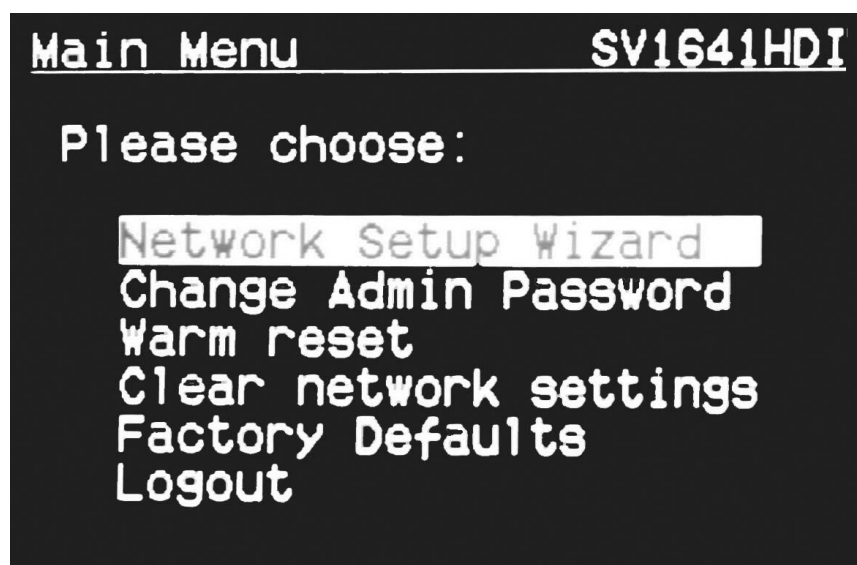 Main Menu SV1641HDI
Please choose:
Network Setup Wizard
Change Admin Password
Warm reset
Clear network settings
Factory Defaults
Logout